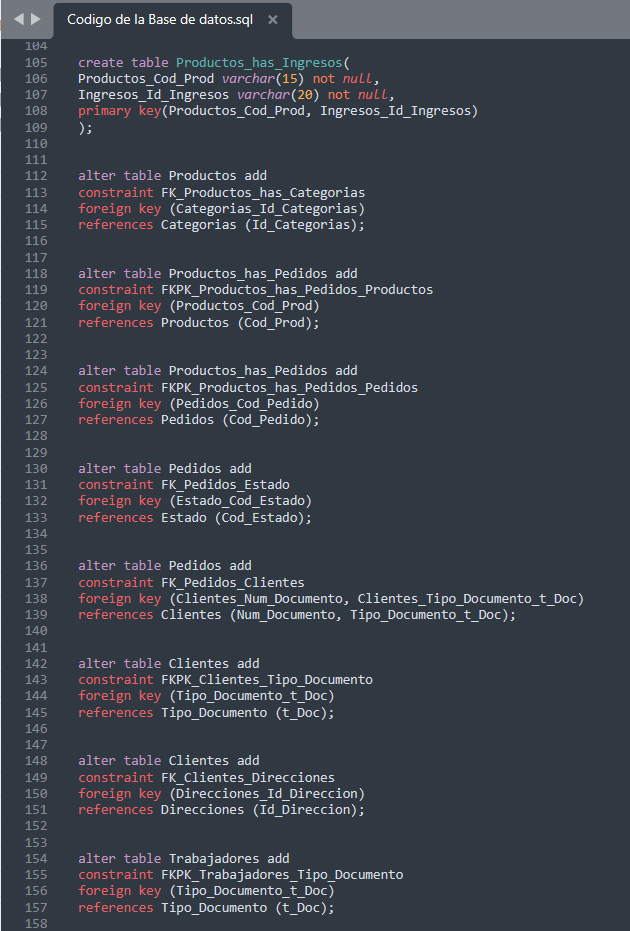 Codigo de la Base de datos.sql ×
104
105 create table Productos_has_Ingresos(
106 Productos_Cod_Prod varchar(15) not null,
107 Ingresos_Id_Ingresos varchar(20) not null,
108 primary key(Productos_Cod_Prod, Ingresos_Id_Ingresos)
109 );
110
111
112 alter table Productos add
113 constraint FK_Productos_has_Categorias
114 foreign key (Categorias_Id_Categorias)
115 references Categorias (Id_Categorias);
116
117
118 alter table Productos_has_Pedidos add
119 constraint FKPK_Productos_has_Pedidos_Productos
120 foreign key (Productos_Cod_Prod)
121 references Productos (Cod_Prod);
122
123
124 alter table Productos_has_Pedidos add
125 constraint FKPK_Productos_has_Pedidos_Pedidos
126 foreign key (Pedidos_Cod_Pedido)
127 references Pedidos (Cod_Pedido);
128
129
130 alter table Pedidos add
131 constraint FK_Pedidos_Estado
132 foreign key (Estado_Cod_Estado)
133 references Estado (Cod_Estado);
134
135
136 alter table Pedidos add
137 constraint FK_Pedidos_Clientes
138 foreign key (Clientes_Num_Documento, Clientes_Tipo_Documento_t_Doc)
139 references Clientes (Num_Documento, Tipo_Documento_t_Doc);
140
141
142 alter table Clientes add
143 constraint FKPK_Clientes_Tipo_Documento
144 foreign key (Tipo_Documento_t_Doc)
145 references Tipo_Documento (t_Doc);
146
147
148 alter table Clientes add
149 constraint FK_Clientes_Direcciones
150 foreign key (Direcciones_Id_Direccion)
151 references Direcciones (Id_Direccion);
152
153
154 alter table Trabajadores add
155 constraint FKPK_Trabajadores_Tipo_Documento
156 foreign key (Tipo_Documento_t_Doc)
157 references Tipo_Documento (t_Doc);
158